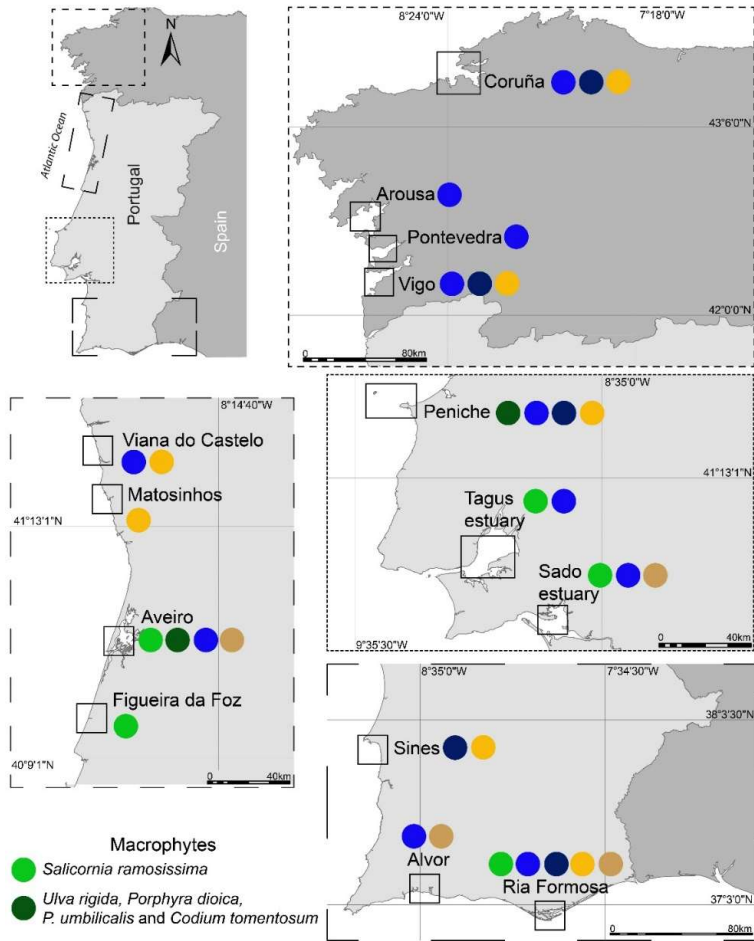 N
Atlantic Ocean
Portugal
Spain
8°24'0"W
7°18'0"W
Coruña
43°6'0"N
Arousa
Pontevedra
Vigo
42°0'0"N
0 80km
8°14'40"W
Viana do Castelo
Matosinhos
41°13'1"N
Aveiro
Figueira da Foz
40°9'1"N
0 40km
8°35'0"W
Peniche
41°13'1"N
Tagus
estuary
Sado
estuary
9°35'30"W
0 40km
8°35'0"W
7°34'30"W
38°3'30"N
Sines
Alvor
Ria Formosa
37°3'0"N
0 80km
Macrophytes
Salicornia ramosissima
Ulva rigida, Porphyra dioica,
P. umbilicalis and Codium tomentosum